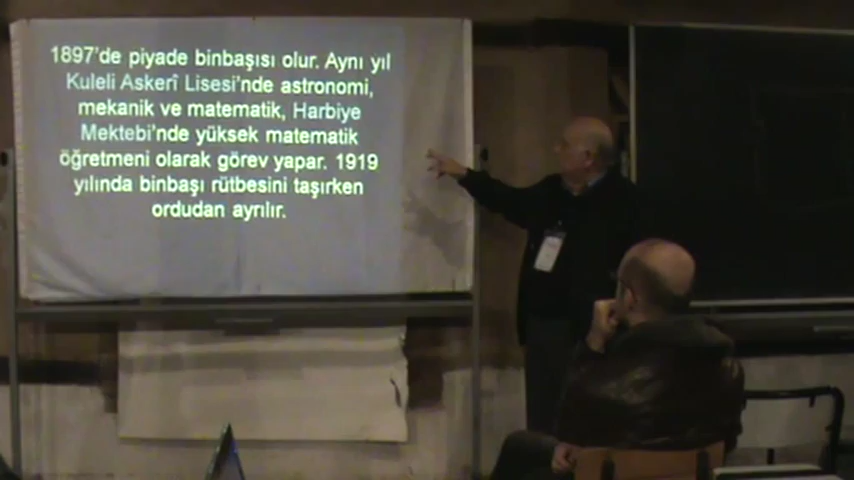 1897'de piyade binbaşısı olur. Aynı yıl
Kuleli Askerî Lisesi'nde astronomi,
mekanik ve matematik, Harbiye
Mektebi'nde yüksek matematik
öğretmeni olarak görev yapar. 1919
yılında binbaşı rütbesini taşırken
ordudan ayrılır.